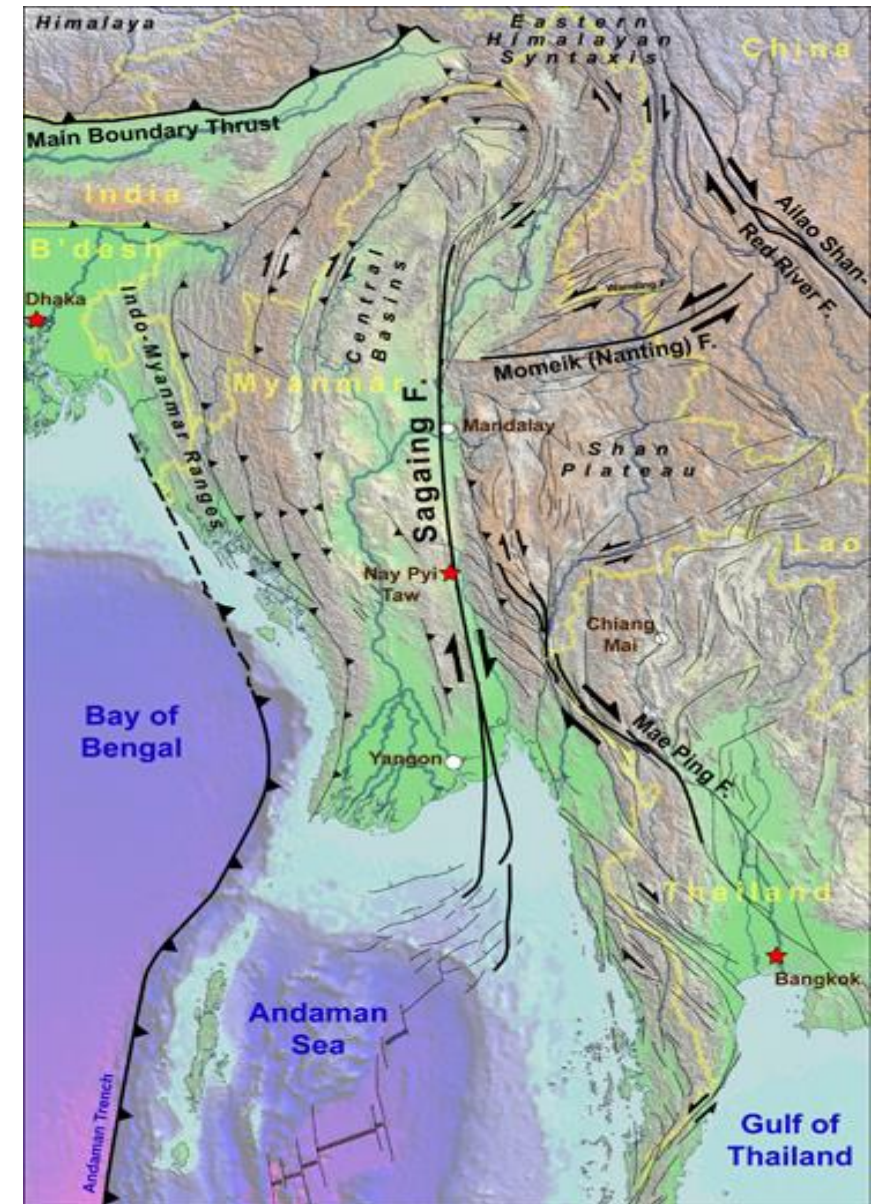 Himalaya
Eastern
Himalayan
Syntaxis
China
Main Boundary Thrust
India
B'desh
Dhaka
Indo-Myanmar Ranges
Central
Basins
Myanmar
Sagaing F.
Ailao Shan-
Red River F.
Wanding F.
Momeik (Nanting) F.
Mandalay
Shan
Plateau
Lao
Nay Pyi
Taw
Chiang
Mai
Mae Ping F.
Bay of
Bengal
Yangon
Thailand
Bangkok
Andaman
Sea
Andaman Trench
Gulf of
Thailand